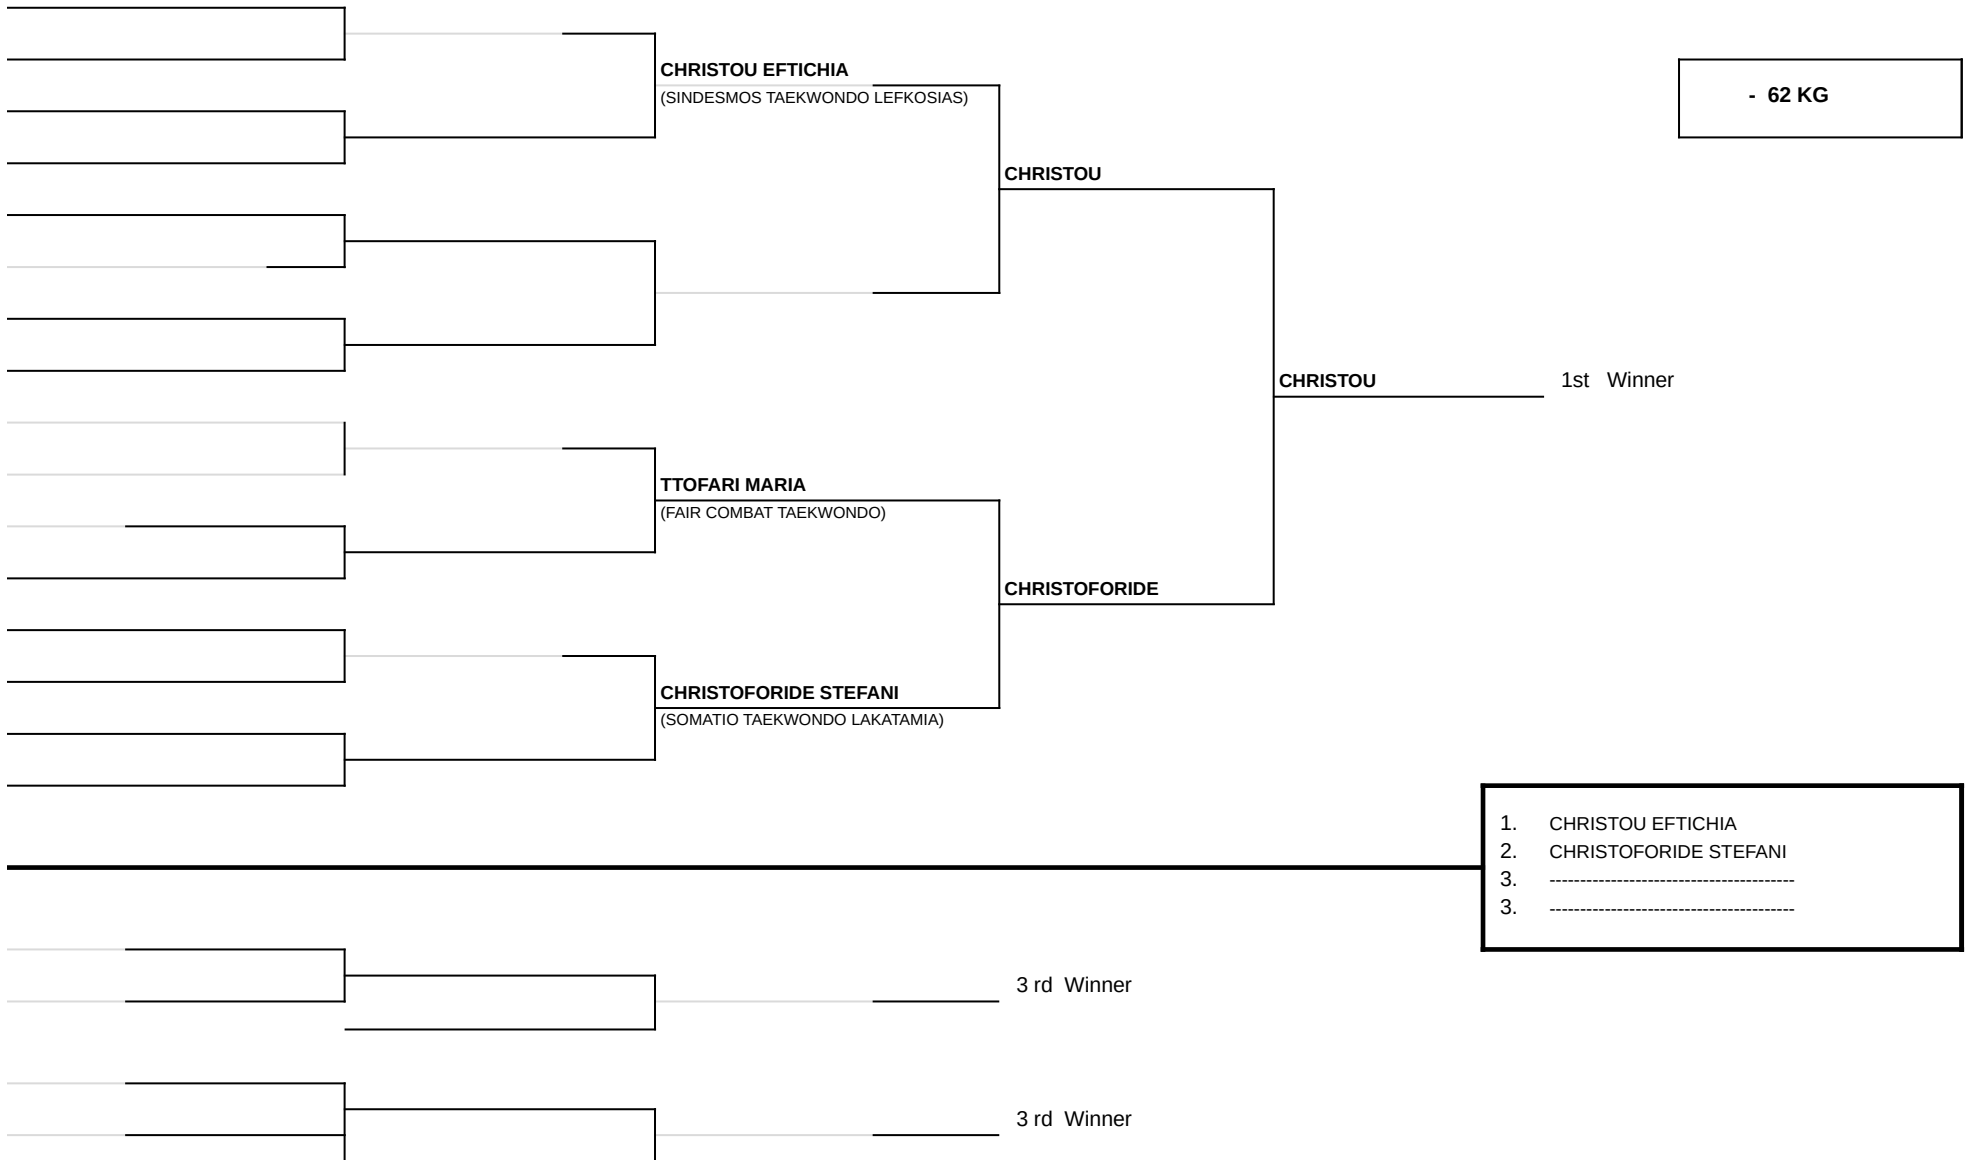 CHRISTOU EFTICHIA
(SINDESMOS TAEKWONDO LEFKOSIAS)
- 62 KG
CHRISTOU
CHRISTOU
1st Winner
TTOFARI MARIA
(FAIR COMBAT TAEKWONDO)
CHRISTOFORIDE
CHRISTOFORIDE STEFANI
(SOMATIO TAEKWONDO LAKATAMIA)
1. CHRISTOU EFTICHIA
2. CHRISTOFORIDE STEFANI
3. ----------------------------------------
3. ----------------------------------------
3 rd Winner
3 rd Winner